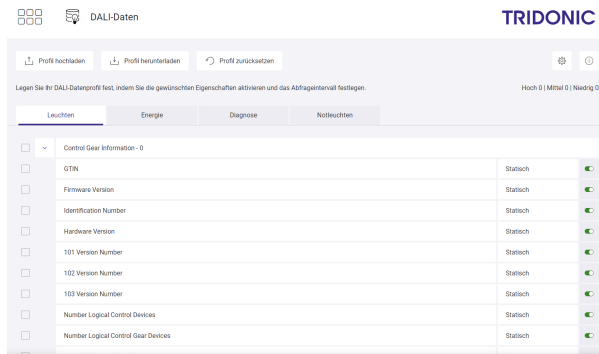 DALI-Daten
TRIDONIC
Profil hochladen
Profil herunterladen
Profil zurücksetzen
Legen Sie Ihr DALI-Datenprofil fest, indem Sie die gewünschten Eigenschaften aktivieren und das Abfrageintervall festlegen.
Hoch 0 | Mittel 0 | Niedrig 0
Leuchten
Energie
Diagnose
Notleuchten
Control Gear Information - 0
GTIN Statisch
Firmware Version Statisch
Identification Number Statisch
Hardware Version Statisch
101 Version Number Statisch
102 Version Number Statisch
103 Version Number Statisch
Number Logical Control Devices Statisch
Number Logical Control Gear Devices Statisch